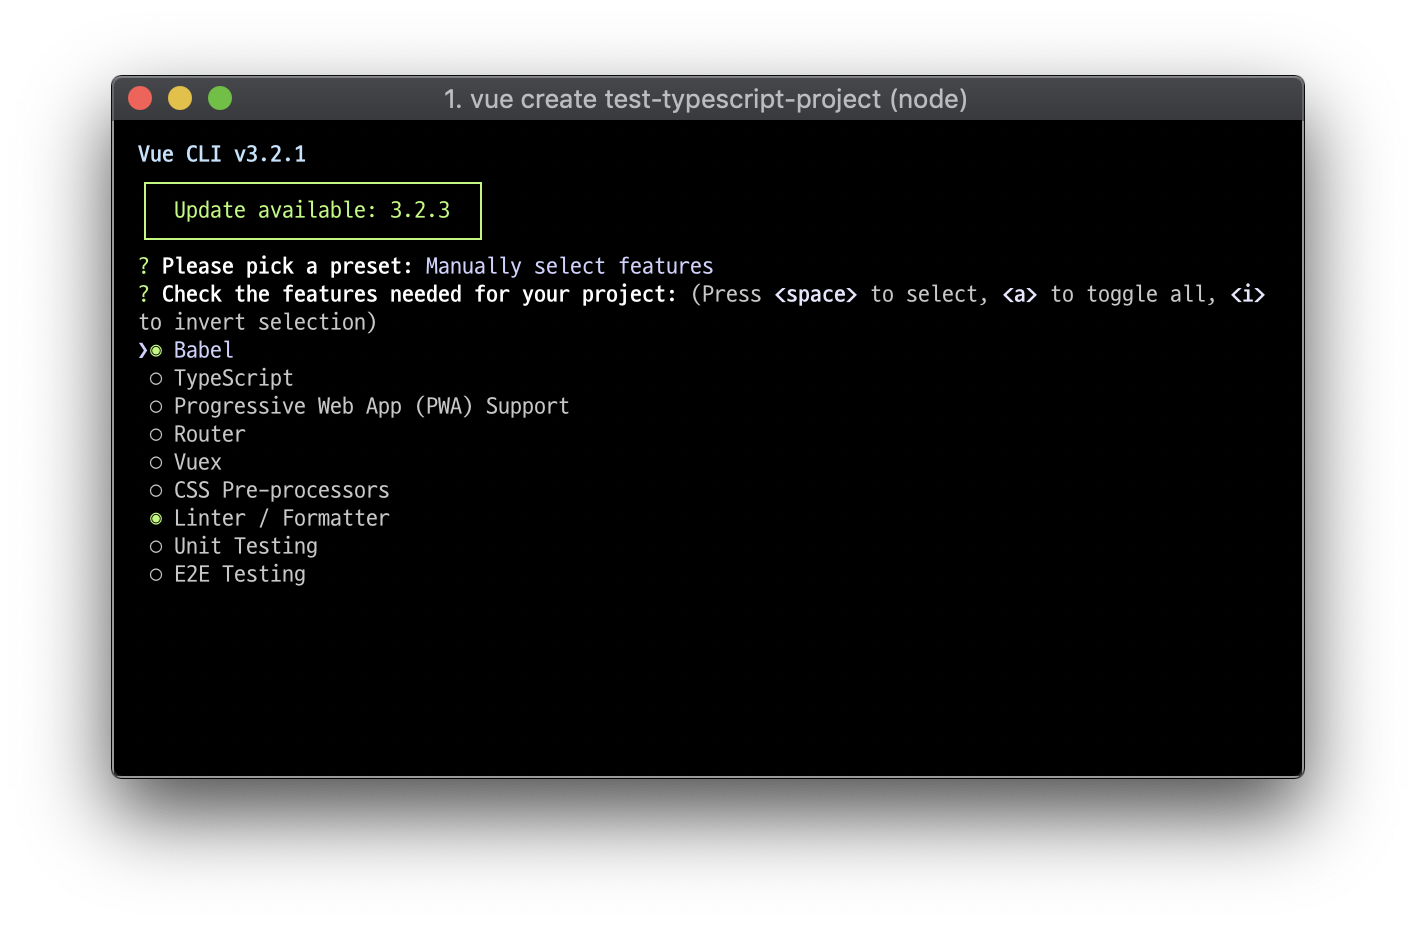 1. vue create test-typescript-project (node)
Vue CLI v3.2.1
Update available: 3.2.3
? Please pick a preset: Manually select features
? Check the features needed for your project: (Press <space> to select, <a> to toggle all, <i>
to invert selection)
❯◉ Babel
◯ TypeScript
◯ Progressive Web App (PWA) Support
◯ Router
◯ Vuex
◯ CSS Pre-processors
◉ Linter / Formatter
◯ Unit Testing
◯ E2E Testing